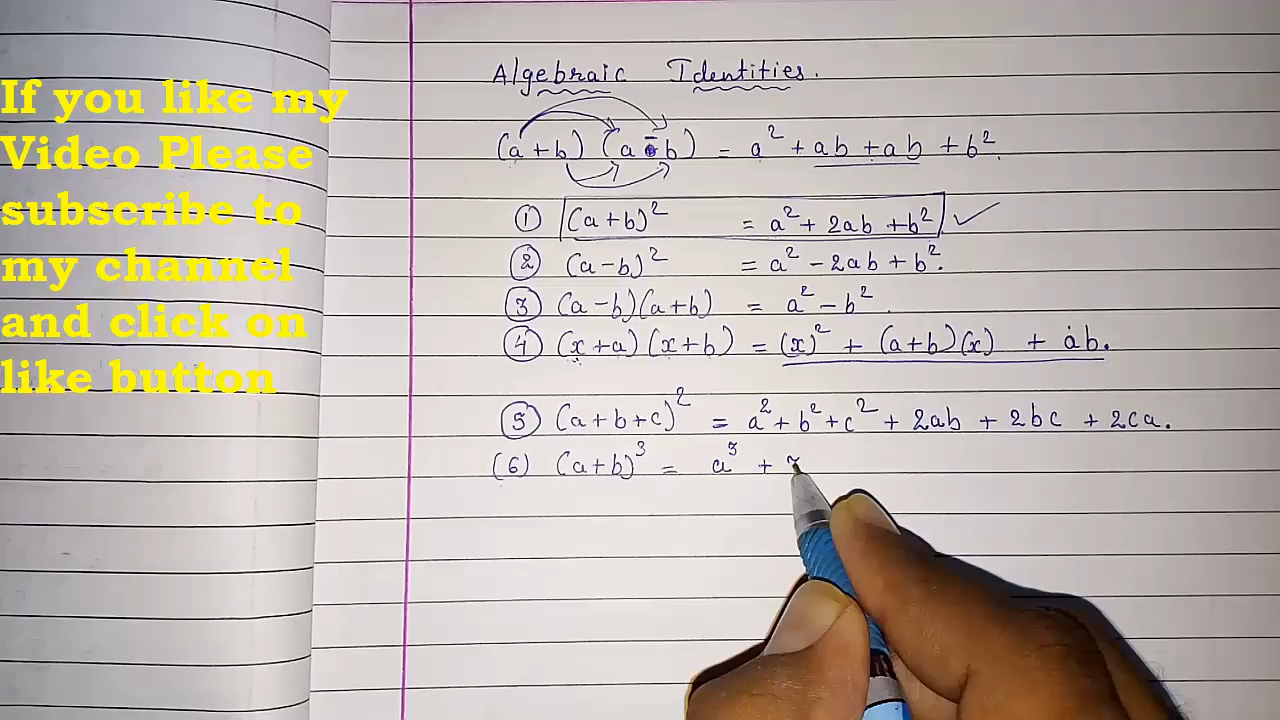 If you like my
Video Please
subscribe to
my channel
and click on
like button
Algebraic Identities.
(a+b) (a b) = a² + ab + ab + b².
① (a+b)² = a² + 2ab + b² ✓
② (a-b)² = a² - 2ab + b².
③ (a-b)(a+b) = a² - b².
④ (x+a)(x+b) = (x)² + (a+b)(x) + ab.
⑤ (a+b+c)² = a² + b² + c² + 2ab + 2bc + 2ca.
(6) (a+b)³ = a³ +